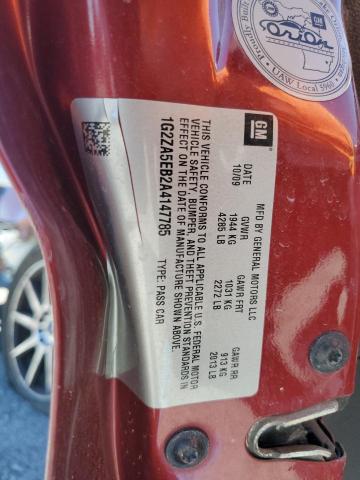 GM
MFD BY GENERAL MOTORS LLC
DATE GVWR GAWR FRT GAWR RR
10/09 1944 KG 1031 KG 913 KG
4285 LB 2272 LB 2013 LB
THIS VEHICLE CONFORMS TO ALL APPLICABLE U.S. FEDERAL MOTOR
VEHICLE SAFETY, BUMPER, AND THEFT PREVENTION STANDARDS IN
EFFECT ON THE DATE OF MANUFACTURE SHOWN ABOVE.
1G2ZA5EB2A4147785 TYPE: PASS CAR
GM
Orion
Proudly
UAW Local 5960